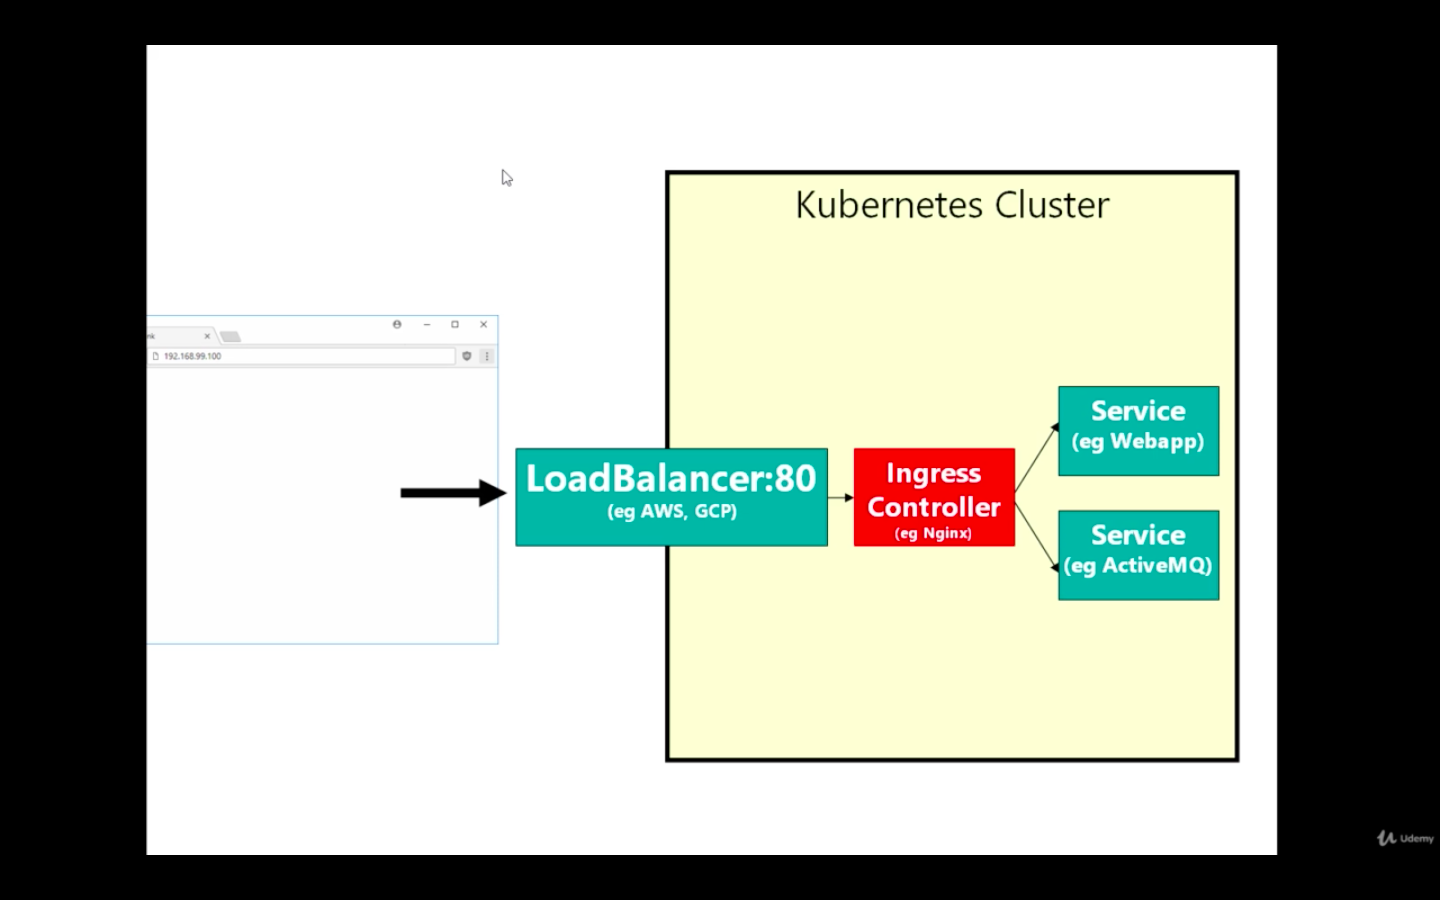 Kubernetes Cluster
192.168.99.100
LoadBalancer:80
(eg AWS, GCP)
Ingress
Controller
(eg Nginx)
Service
(eg Webapp)
Service
(eg ActiveMQ)
Udemy